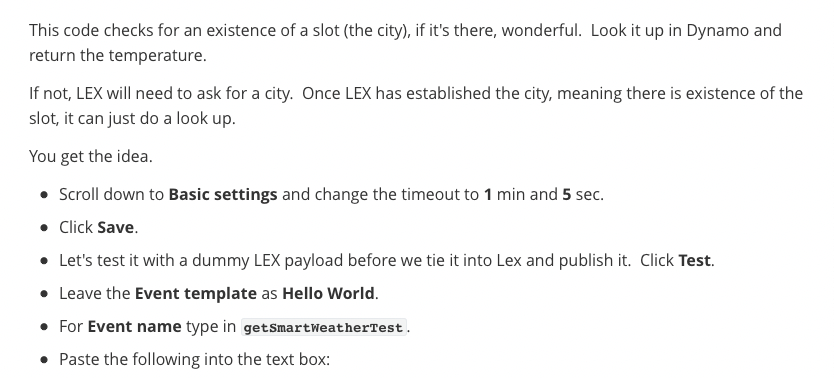 This code checks for an existence of a slot (the city), if it's there, wonderful.  Look it up in Dynamo and
return the temperature.
If not, LEX will need to ask for a city.  Once LEX has established the city, meaning there is existence of the
slot, it can just do a look up.
You get the idea.
• Scroll down to Basic settings and change the timeout to 1 min and 5 sec.
• Click Save.
• Let's test it with a dummy LEX payload before we tie it into Lex and publish it.  Click Test.
• Leave the Event template as Hello World.
• For Event name type in getSmartWeatherTest.
• Paste the following into the text box: